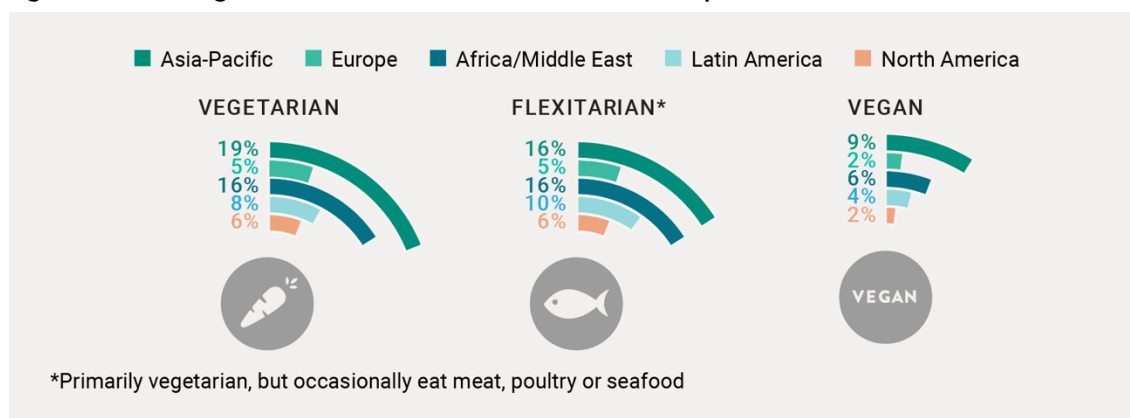 Asia-Pacific Europe Africa/Middle East Latin America North America
VEGETARIAN
19%
5%
16%
8%
6%
FLEXITARIAN*
16%
5%
16%
10%
6%
VEGAN
9%
2%
6%
4%
2%
VEGAN
*Primarily vegetarian, but occasionally eat meat, poultry or seafood